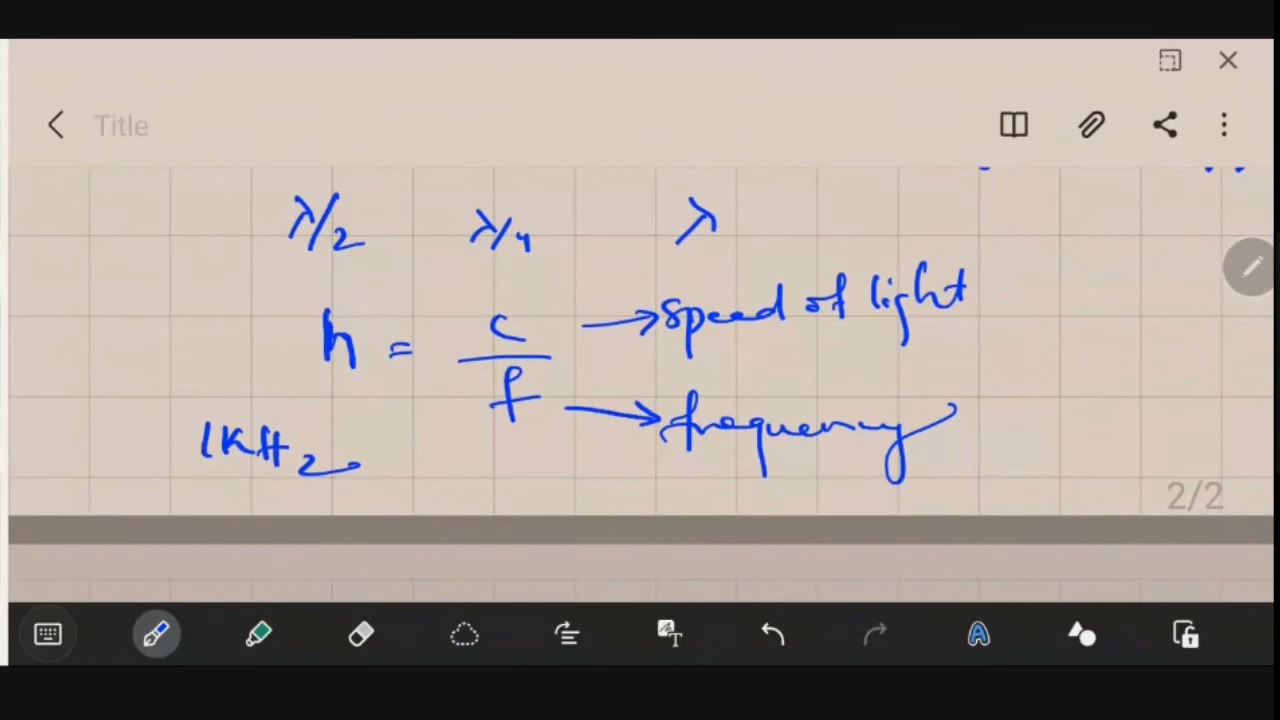 Title
λ/2 λ/4 λ
h = c/f
→ speed of light
→ frequency
1KHz
2/2
T
A